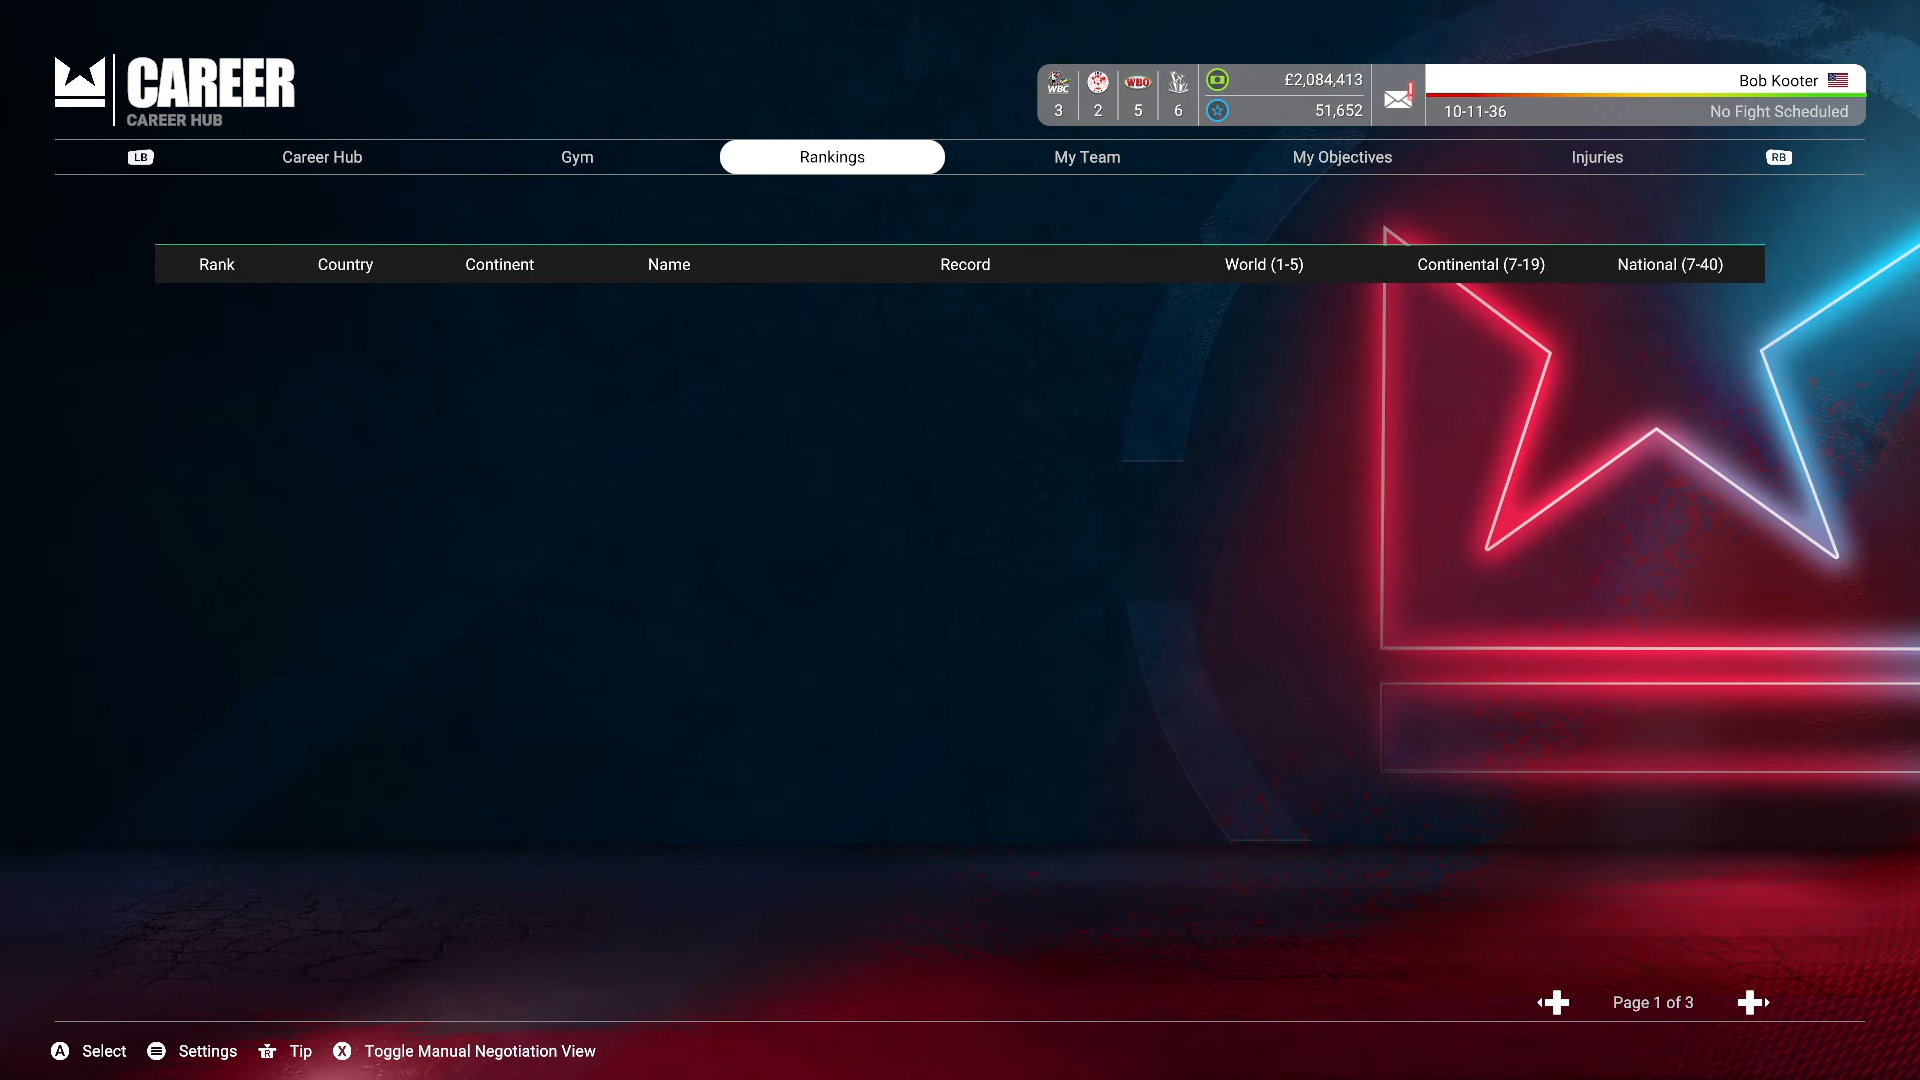 CAREER
CAREER HUB
WBC
WBO
3
2
5
6
£2,084,413
51,652
Bob Kooter
10-11-36
No Fight Scheduled
LB
Career Hub
Gym
Rankings
My Team
My Objectives
Injuries
RB
Rank
Country
Continent
Name
Record
World (1-5)
Continental (7-19)
National (7-40)
Page 1 of 3
A
Select
Settings
R
Tip
X
Toggle Manual Negotiation View